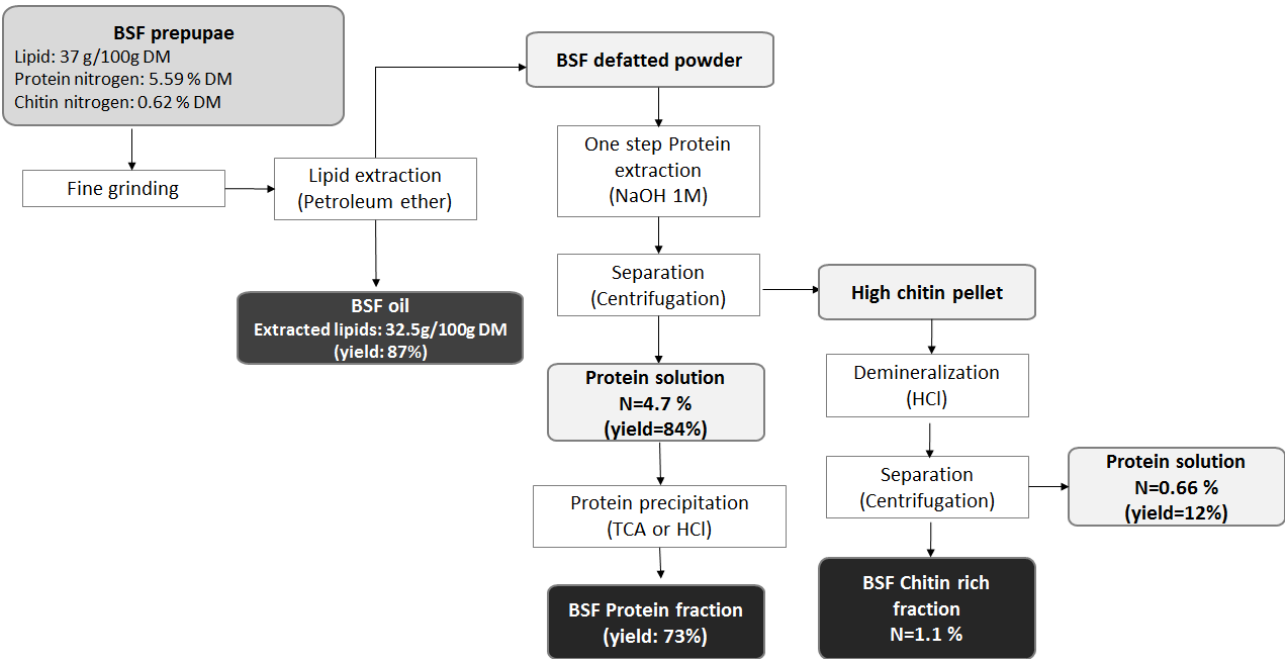 BSF prepupae
Lipid: 37 g/100g DM
Protein nitrogen: 5.59 % DM
Chitin nitrogen: 0.62 % DM
Fine grinding
Lipid extraction
(Petroleum ether)
BSF oil
Extracted lipids: 32.5g/100g DM
(yield: 87%)
BSF defatted powder
One step Protein
extraction
(NaOH 1M)
Separation
(Centrifugation)
Protein solution
N=4.7 %
(yield=84%)
Protein precipitation
(TCA or HCl)
BSF Protein fraction
(yield: 73%)
High chitin pellet
Demineralization
(HCl)
Separation
(Centrifugation)
Protein solution
N=0.66 %
(yield=12%)
BSF Chitin rich
fraction
N=1.1 %